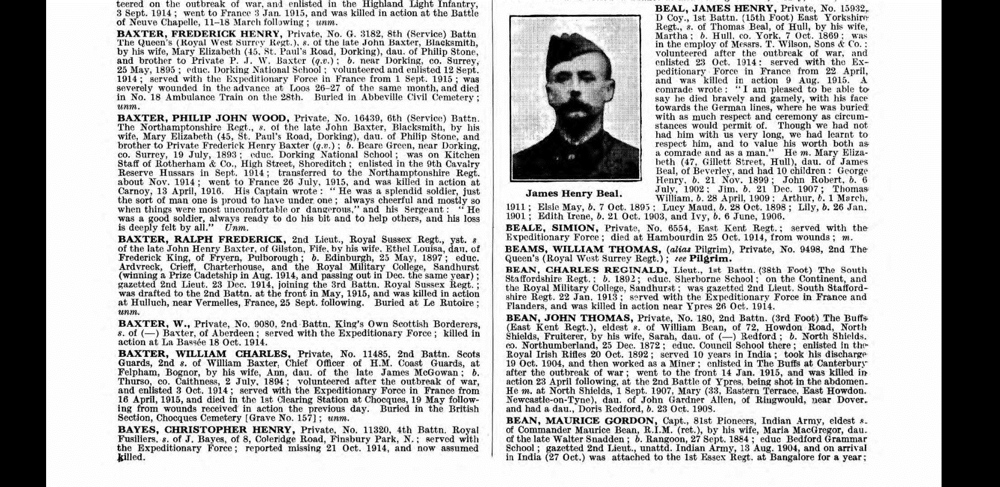 teered on the outbreak of war, and enlisted in the Highland Light Infantry,
3 Sept. 1914 ; went to France 3 Jan. 1915, and was killed in action at the Battle
of Neuve Chapelle, 11–18 March following ; unm.
BAXTER, FREDERICK HENRY, Private, No. G. 3182, 8th (Service) Battn
The Queen's (Royal West Surrey Regt.), s. of the late John Baxter, Blacksmith,
by his wife, Mary Elizabeth (45, St. Paul's Road, Dorking), dau. of Philip Stone,
and brother to Private P. J. W. Baxter (q.v.) ; b. near Dorking, co. Surrey,
25 May, 1895 ; educ. Dorking National School ; volunteered and enlisted 12 Sept.
1914 ; served with the Expeditionary Force in France from 1 Sept. 1915 ; was
severely wounded in the advance at Loos 26–27 of the same month, and died
in No. 18 Ambulance Train on the 28th. Buried in Abbeville Civil Cemetery ;
unm.
BAXTER, PHILIP JOHN WOOD, Private, No. 16439, 6th (Service) Battn.
The Northamptonshire Regt., s. of the late John Baxter, Blacksmith, by his
wife, Mary Elizabeth (45, St. Paul's Road, Dorking), dau. of Philip Stone, and
brother to Private Frederick Henry Baxter (q.v.) ; b. Beare Green, near Dorking,
co. Surrey, 19 July, 1893 ; educ. Dorking National School ; was on Kitchen
Staff of Rotherham & Co., High Street, Shoreditch ; enlisted in the 9th Cavalry
Reserve Hussars in Sept. 1914 ; transferred to the Northamptonshire Regt.
about Nov. 1914 ; went to France 26 July, 1915, and was killed in action at
Carnoy, 13 April, 1916. His Captain wrote : “ He was a splendid soldier, just
the sort of man one is proud to have under one ; always cheerful and mostly so
when things were most uncomfortable or dangerous,” and his Sergeant : “ He
was a good soldier, always ready to do his bit and to help others, and his loss
is deeply felt by all.” Unm.
BAXTER, RALPH FREDERICK, 2nd Lieut., Royal Sussex Regt., yst. s
of the late John Henry Baxter, of Gilston, Fife, by his wife, Ethel Louisa, dau. of
Frederick King, of Fryern, Pulborough ; b. Edinburgh, 25 May, 1897 ; educ.
Ardvreck, Crieff, Charterhouse, and the Royal Military College, Sandhurst
(winning a Prize Cadetship in Aug. 1914, and passing out in Dec. the same year) ;
gazetted 2nd Lieut. 23 Dec. 1914, joining the 3rd Battn. Royal Sussex Regt. ;
was drafted to the 2nd Battn. at the front in May, 1915, and was killed in action
at Hulluch, near Vermelles, France, 25 Sept. following. Buried at Le Rutoire ;
unm.
BAXTER, W., Private, No. 9080, 2nd Battn. King's Own Scottish Borderers,
s. of (—) Baxter, of Aberdeen ; served with the Expeditionary Force ; killed in
action at La Bassée 18 Oct. 1914.
BAXTER, WILLIAM CHARLES, Private, No. 11485, 2nd Battn. Scots
Guards, 2nd s. of William Baxter, Chief Officer of H.M. Coast Guards, at
Felpham, Bognor, by his wife, Ann, dau. of the late James McGowan ; b.
Thurso, co. Caithness, 2 July, 1894 ; volunteered after the outbreak of war,
and enlisted 3 Oct. 1914 ; served with the Expeditionary Force in France from
16 April, 1915, and died in the 1st Clearing Station at Chocques, 19 May follow-
ing from wounds received in action the previous day. Buried in the British
Section, Chocques Cemetery [Grave No. 157] ; unm.
BAYES, CHRISTOPHER HENRY, Private, No. 11320, 4th Battn. Royal
Fusiliers. s. of J. Bayes, of 8, Coleridge Road, Finsbury Park, N. ; served with
the Expeditionary Force ; reported missing 21 Oct. 1914, and now assumed
killed.
BEAL, JAMES HENRY, Private, No. 15932,
D Coy., 1st Battn. (15th Foot) East Yorkshire
Regt., s. of Thomas Beal, of Hull, by his wife,
Martha ; b. Hull, co. York, 7 Oct. 1869 ; was
in the employ of Messrs. T. Wilson, Sons & Co. ;
volunteered after the outbreak of war, and
enlisted 23 Oct. 1914 : served with the Ex-
peditionary Force in France from 22 April,
and was killed in action 9 Aug. 1915. A
comrade wrote : “I am pleased to be able to
say he died bravely and gamely, with his face
towards the German lines, where he was buried
with as much respect and ceremony as circum-
stances would permit of. Though we had not
had him with us very long, we had learnt to
respect him, and to value his worth both as
a comrade and as a man.” He m. Mary Eliza-
beth (47, Gillett Street, Hull), dau. of James
Beal, of Beverley, and had 10 children : George
Henry, b. 21 Nov. 1899 ; John Robert, b. 6
July, 1902 ; Jim, b. 21 Dec. 1907 ; Thomas
William, b. 28 April, 1909 ; Arthur, b. 1 March,
James Henry Beal.
1911 ; Elsie May, b. 7 Oct. 1895 ; Lucy Maud, b. 28 Oct. 1898 ; Lily, b. 26 Jan.
1901 ; Edith Irene, b. 21 Oct. 1903, and Ivy, b. 6 June, 1906.
BEALE, SIMION, Private, No. 6554, East Kent Regt. ; served with the
Expeditionary Force ; died at Hambourdin 25 Oct. 1914, from wounds ; m.
BEAMS, WILLIAM THOMAS, (alias Pilgrim), Private, No. 9498, 2nd The
Queen's (Royal West Surrey Regt.) ; see Pilgrim.
BEAN, CHARLES REGINALD, Lieut., 1st Battn. (38th Foot) The South
Staffordshire Regt. ; b. 1892 ; educ. Sherborne School ; on the Continent, and
the Royal Military College, Sandhurst ; was gazetted 2nd Lieut. South Stafford-
shire Regt. 22 Jan. 1913 ; served with the Expeditionary Force in France and
Flanders, and was killed in action near Ypres 26 Oct. 1914.
BEAN, JOHN THOMAS, Private, No. 180, 2nd Battn. (3rd Foot) The Buffs
(East Kent Regt.), eldest s. of William Bean, of 72, Howdon Road, North
Shields, Fruiterer, by his wife, Sarah, dau. of (—) Redford ; b. North Shields.
co. Northumberland, 25 Dec. 1872 ; educ. Council School there ; enlisted in the
Royal Irish Rifles 20 Oct. 1892 ; served 10 years in India ; took his discharge
19 Oct. 1904, and then worked as a Miner ; enlisted in The Buffs at Canterbury
after the outbreak of war ; went to the front 14 Jan. 1915, and was killed in
action 23 April following, at the 2nd Battle of Ypres, being shot in the abdomen.
He m. at North Shields, 1 Sept. 1907, Mary (33, Eastern Terrace, East Howdon.
Newcastle-on-Tyne), dau. of John Gardner Allen, of Ringwould, near Dover.
and had a dau., Doris Redford, b. 23 Oct. 1908.
BEAN, MAURICE GORDON, Capt., 81st Pioneers, Indian Army, eldest s.
of Commander Maurice Bean, R.I.M. (ret.), by his wife, Maria MacGregor, dau.
of the late Walter Snadden ; b. Rangoon, 27 Sept. 1884 ; educ Bedford Grammar
School ; gazetted 2nd Lieut., unattd. Indian Army, 13 Aug. 1904, and on arrival
in India (27 Oct.) was attached to the 1st Essex Regt. at Bangalore for a year ;